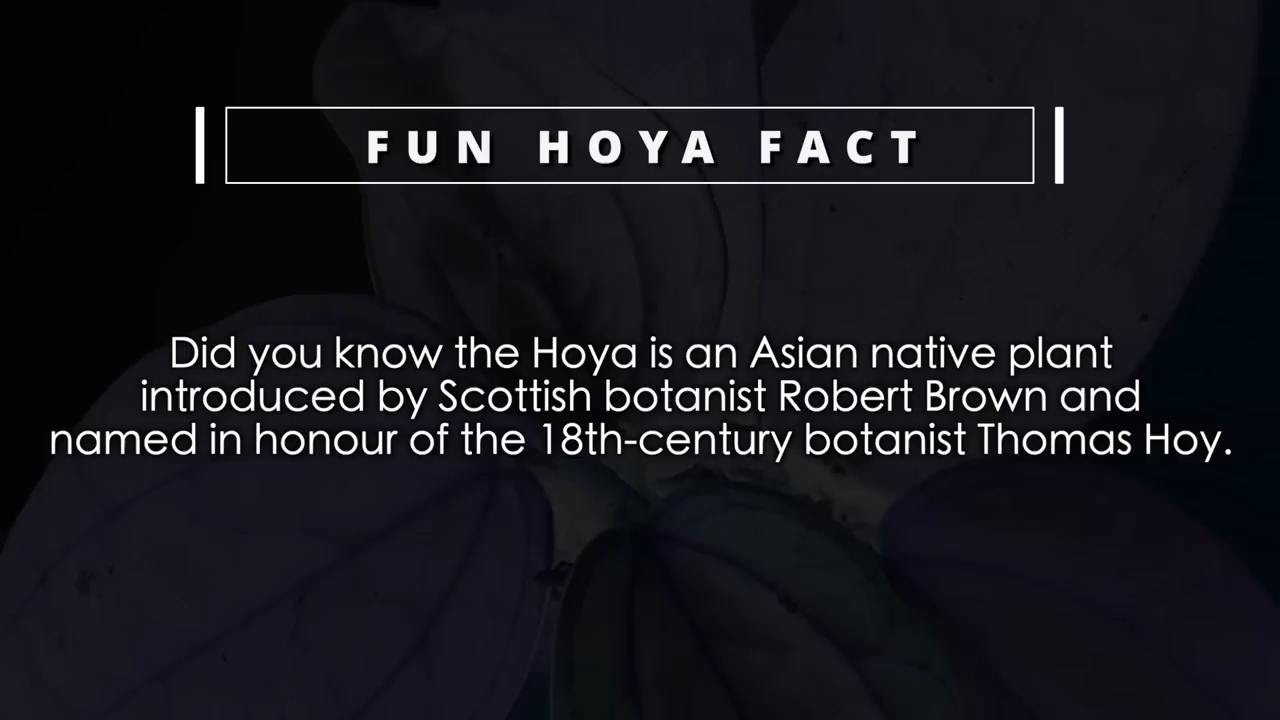 FUN HOYA FACT
Did you know the Hoya is an Asian native plant
introduced by Scottish botanist Robert Brown and
named in honour of the 18th-century botanist Thomas Hoy.